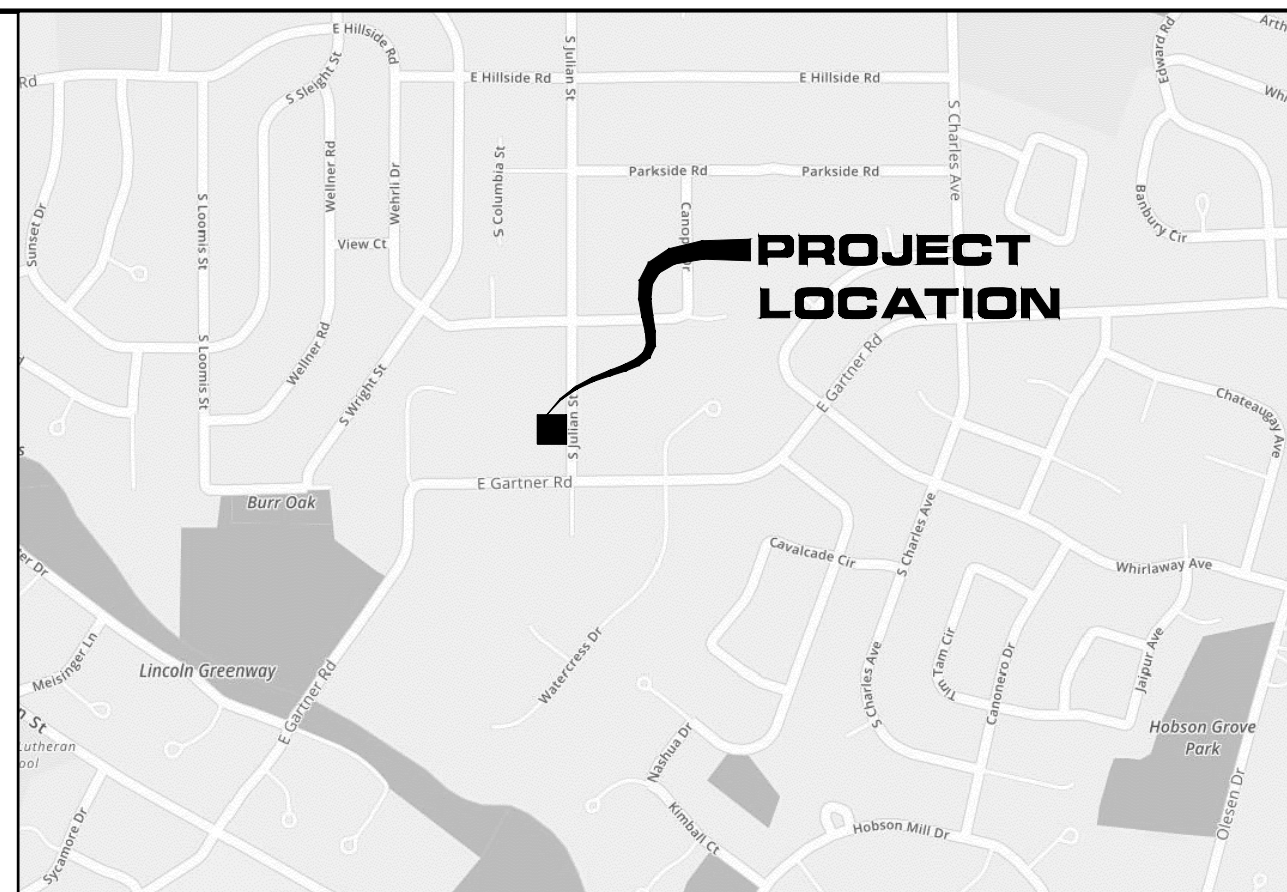 E Hillside Rd
Arth
Edward Rd
Rd
S Julian St
S Sleight St
E Hillside Rd
E Hillside Rd
Whi
S Charles Ave
Wellner Rd
Wehrli Dr
S Columbia St
Parkside Rd
Parkside Rd
Sunset Dr
S Loomis St
View Ct
Banbury Cir
PROJECT
LOCATION
S Loomis St
Wellner Rd
S Wright St
E Gartner Rd
S Julian St
Chateaugay Ave
E Gartner Rd
Burr Oak
S Charles Ave
Cavalcade Cir
Whirlaway Ave
er Dr
Meisinger Ln
Lincoln Greenway
Watercress Dr
Tim Tam Cir
Canonero Dr
Jaipur Ave
S Charles Ave
E Gartner Rd
n St
Lutheran
ool
Nashua Dr
Hobson Grove
Park
Kimball Ct
Hobson Mill Dr
Olesen Dr
Sycamore Dr